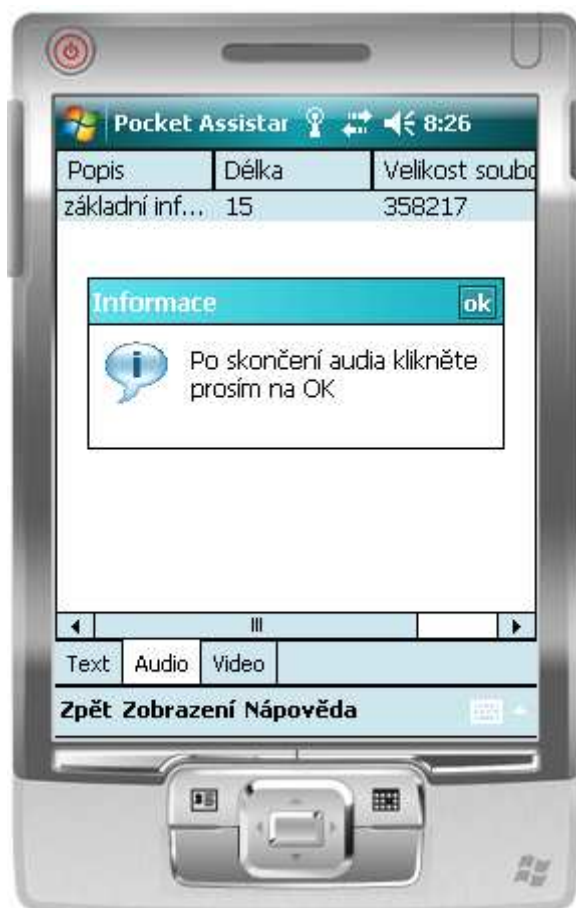 Pocket Assistar 8:26
Popis Délka Velikost soubo
základní inf... 15 358217
Informace ok
Po skončení audia klikněte
prosím na OK
Text Audio Video
Zpět Zobrazení Nápověda